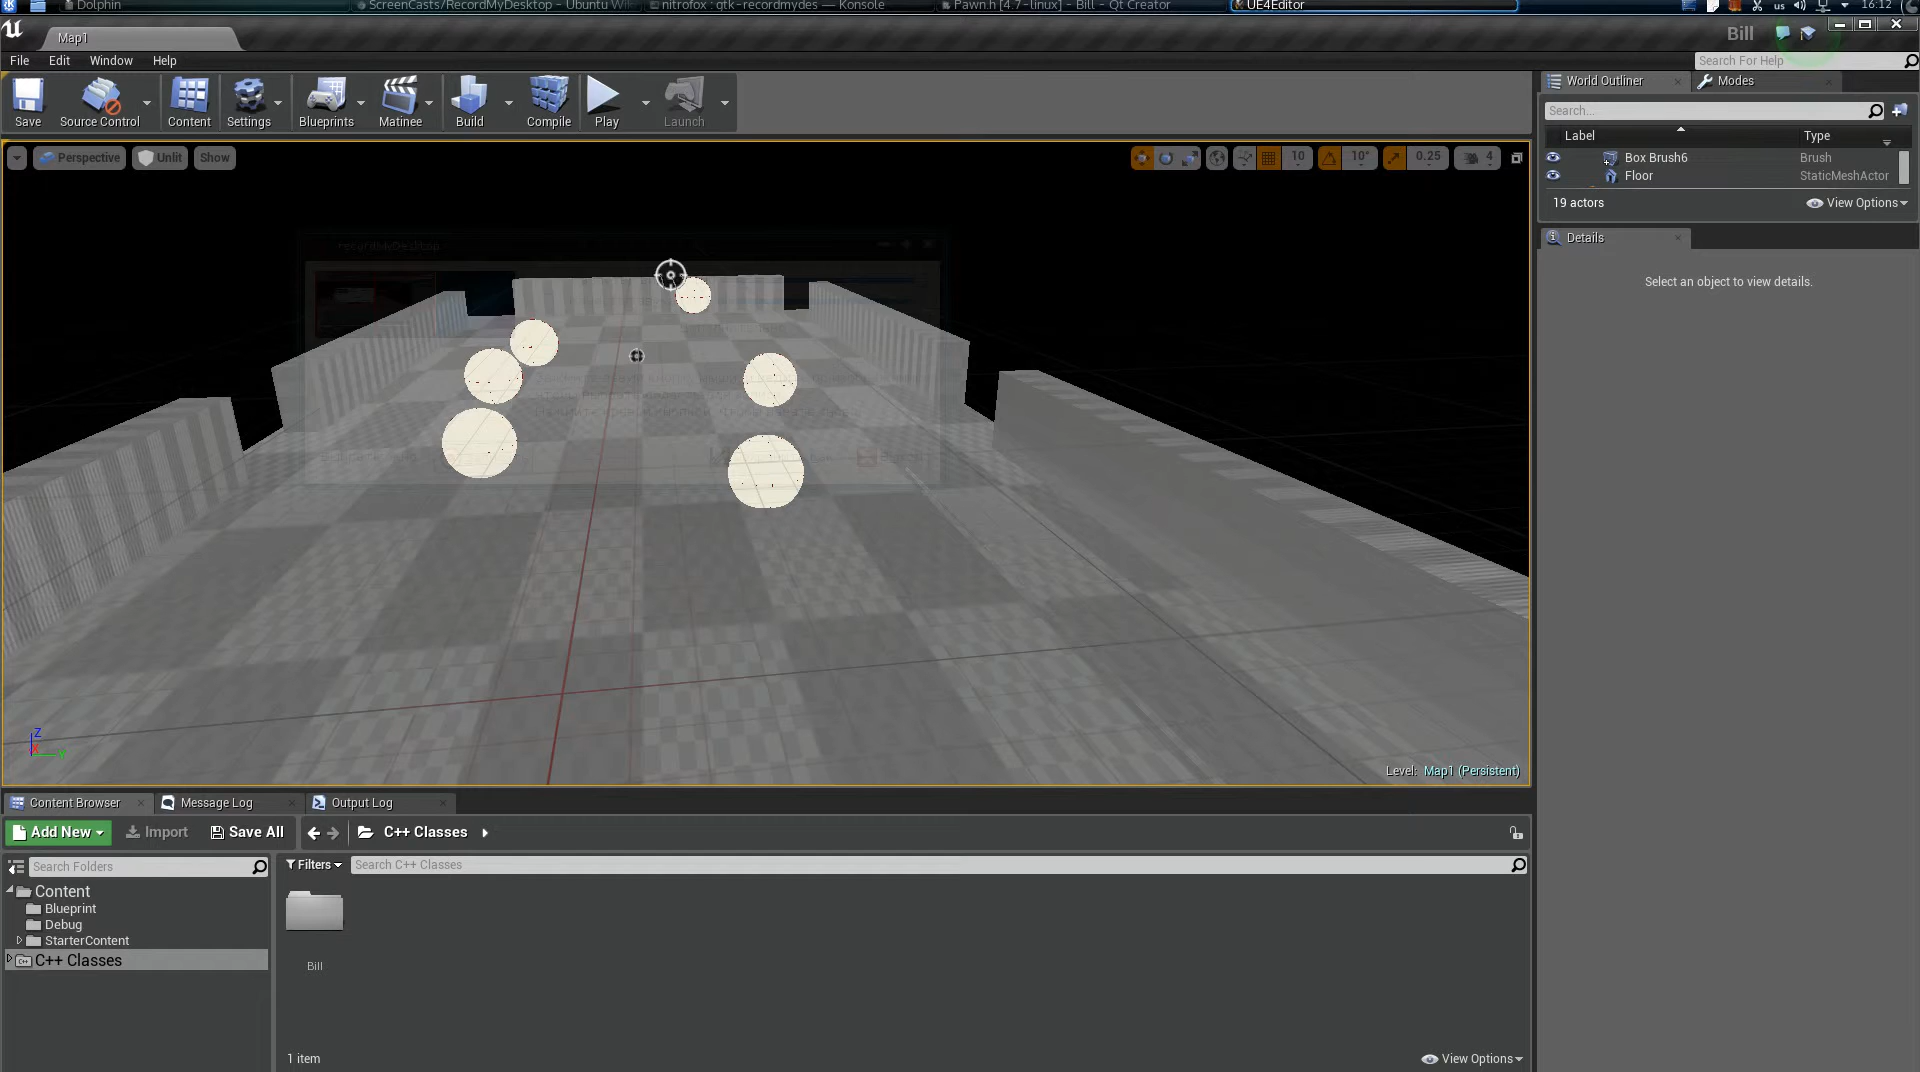 Dolphin
ScreenCasts/RecordMyDesktop - Ubuntu Wi
nitrofox : gtk-recordmydes — Konsole
Pawn.h [4.7-linux] - Bill - Qt Creator
UE4Editor
us
16:12
Map1
Bill
File Edit Window Help
Search For Help
Save
Source Control
Content
Settings
Blueprints
Matinee
Build
Compile
Play
Launch
World Outliner
Modes
Search...
Label Type
Box Brush6 Brush
Floor StaticMeshActor
19 actors
View Options
Details
Select an object to view details.
Perspective
Unlit
Show
10
10°
0.25
4
recordMyDesktop
Z
X
Y
Level: Map1 (Persistent)
Content Browser
Message Log
Output Log
Add New
Import
Save All
C++ Classes
Search Folders
Filters
Search C++ Classes
Content
Blueprint
Debug
StarterContent
C++ Classes
Bill
1 item
View Options